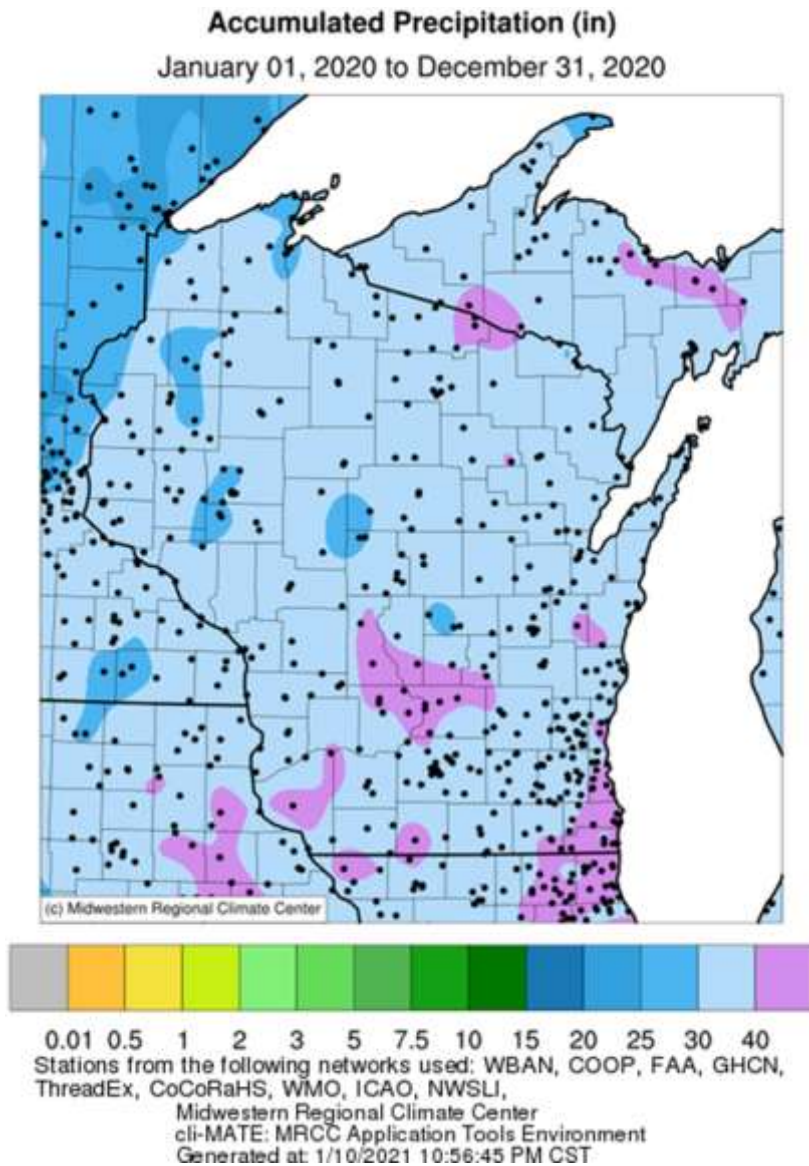 Accumulated Precipitation (in)
January 01, 2020 to December 31, 2020
(c) Midwestern Regional Climate Center
0.01 0.5 1 2 3 5 7.5 10 15 20 25 30 40
Stations from the following networks used: WBAN, COOP, FAA, GHCN,
ThreadEx, CoCoRaHS, WMO, ICAO, NWSLI,
Midwestern Regional Climate Center
cli-MATE: MRCC Application Tools Environment
Generated at: 1/10/2021 10:56:45 PM CST